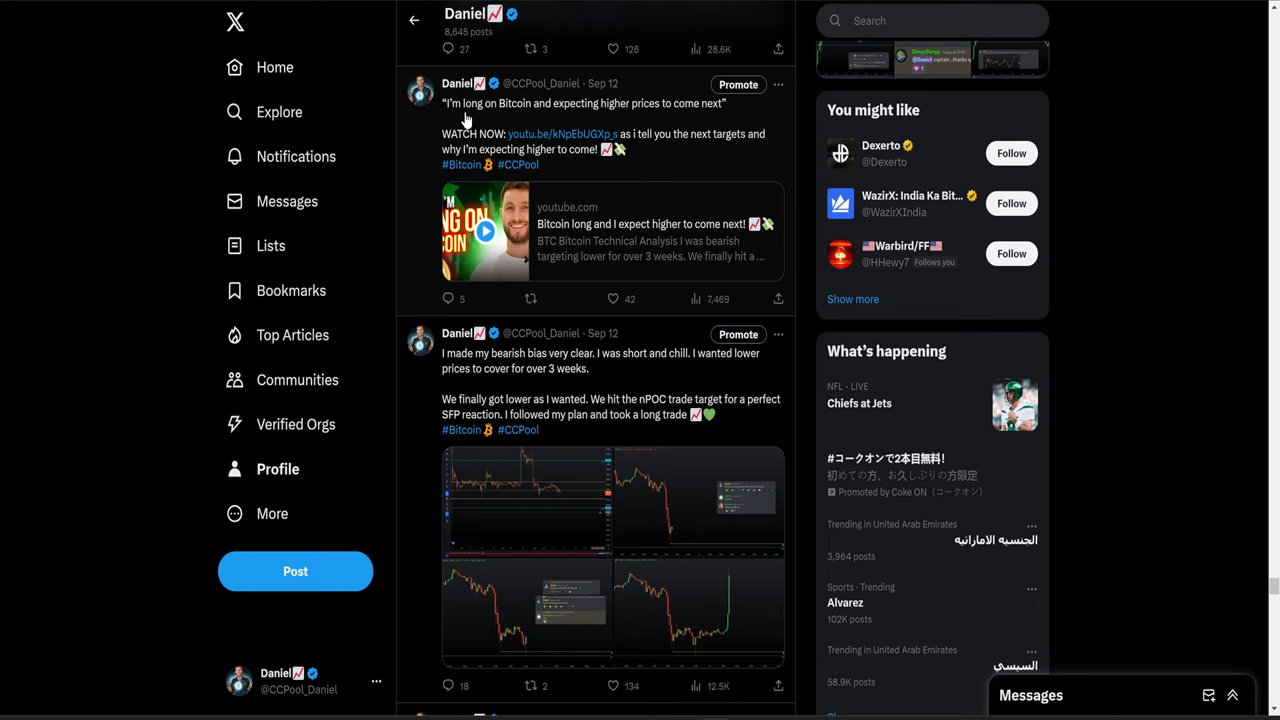 Home
Explore
Notifications
Messages
Lists
Bookmarks
Top Articles
Communities
Verified Orgs
Profile
More
Post
Daniel📈
@CCPool_Daniel
Daniel📈
8,645 posts
27 3 126 28.6K
Daniel📈 @CCPool_Daniel · Sep 12
Promote
“I’m long on Bitcoin and expecting higher prices to come next”
WATCH NOW: youtu.be/kNpEbUGXp_s as i tell you the next targets and
why I’m expecting higher to come! 📈💸
#Bitcoin #CCPool
youtube.com
Bitcoin long and I expect higher to come next! 📈💸
BTC Bitcoin Technical Analysis I was bearish
targeting lower for over 3 weeks. We finally hit a ...
5 42 7,469
Daniel📈 @CCPool_Daniel · Sep 12
Promote
I made my bearish bias very clear. I was short and chill. I wanted lower
prices to cover for over 3 weeks.
We finally got lower as I wanted. We hit the nPOC trade target for a perfect
SFP reaction. I followed my plan and took a long trade 📈💚
#Bitcoin #CCPool
18 2 134 12.5K
Search
You might like
Dexerto
@Dexerto
Follow
WazirX: India Ka Bit...
@WazirXIndia
Follow
🇺🇸Warbird/FF🇺🇸
@HHewy7 Follows you
Follow
Show more
What’s happening
NFL · LIVE
Chiefs at Jets
#コークオンで2本目無料!
初めての方、お久しぶりの方限定
Promoted by Coke ON（コークオン）
Trending in United Arab Emirates
الجنسيه الاماراتيه
3,964 posts
Sports · Trending
Alvarez
102K posts
Trending in United Arab Emirates
السيسي
58.9K posts
Messages